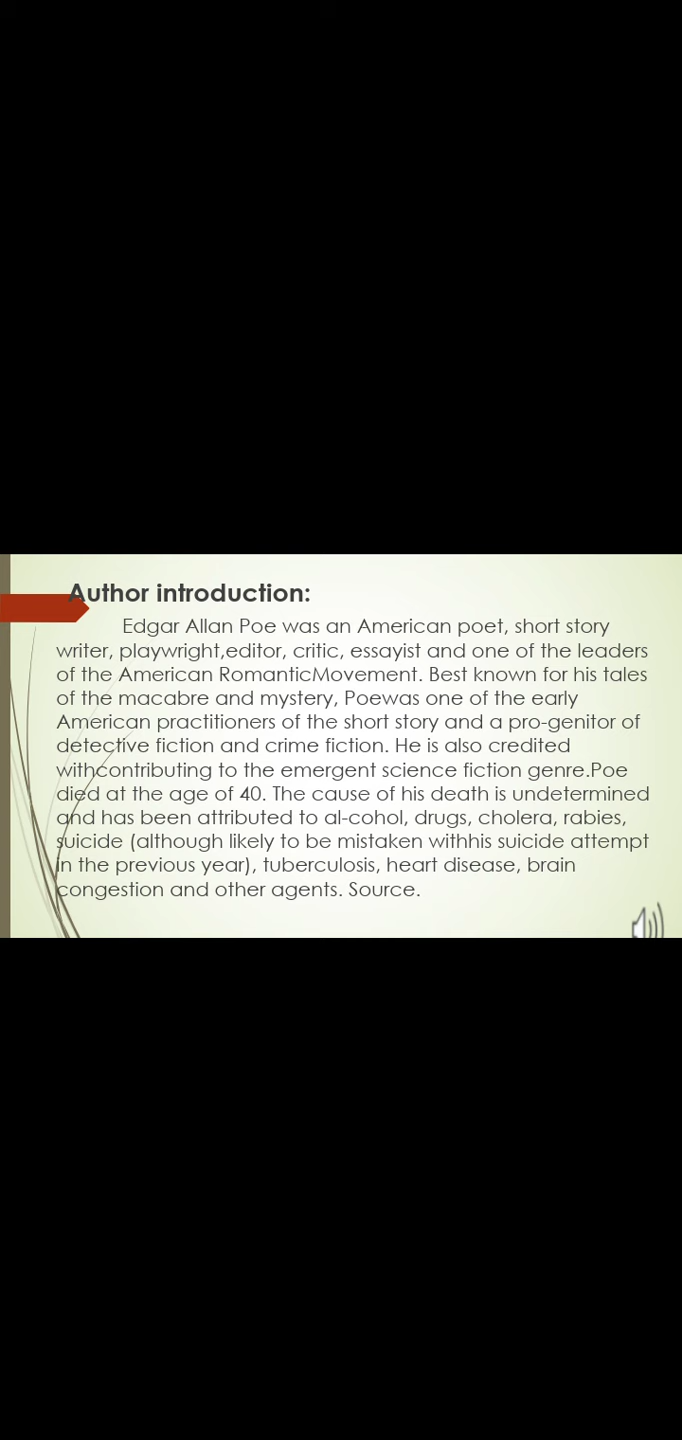 Author introduction:
Edgar Allan Poe was an American poet, short story
writer, playwright,editor, critic, essayist and one of the leaders
of the American RomanticMovement. Best known for his tales
of the macabre and mystery, Poewas one of the early
American practitioners of the short story and a pro-genitor of
detective fiction and crime fiction. He is also credited
withcontributing to the emergent science fiction genre.Poe
died at the age of 40. The cause of his death is undetermined
and has been attributed to al-cohol, drugs, cholera, rabies,
suicide (although likely to be mistaken withhis suicide attempt
in the previous year), tuberculosis, heart disease, brain
congestion and other agents. Source.